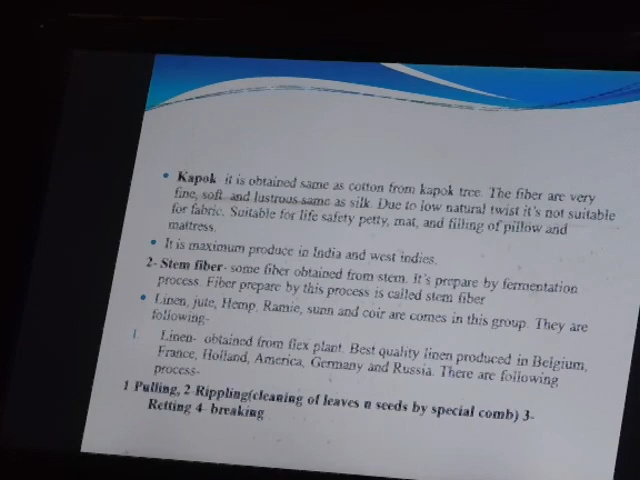 • Kapok it is obtained same as cotton from kapok tree. The fiber are very
fine, soft and lustrous same as silk. Due to low natural twist it's not suitable
for fabric. Suitable for life safety petty, mat, and filling of pillow and
mattress.
• It is maximum produce in India and west indies.
2- Stem fiber- some fiber obtained from stem. It's prepare by fermentation
process. Fiber prepare by this process is called stem fiber
• Linen, jute, Hemp, Ramie, sunn and coir are comes in this group. They are
following-
1. Linen- obtained from flex plant. Best quality linen produced in Belgium,
France, Holland, America, Germany and Russia. There are following
process-
1 Pulling, 2-Rippling(cleaning of leaves n seeds by special comb) 3-
Retting 4- breaking